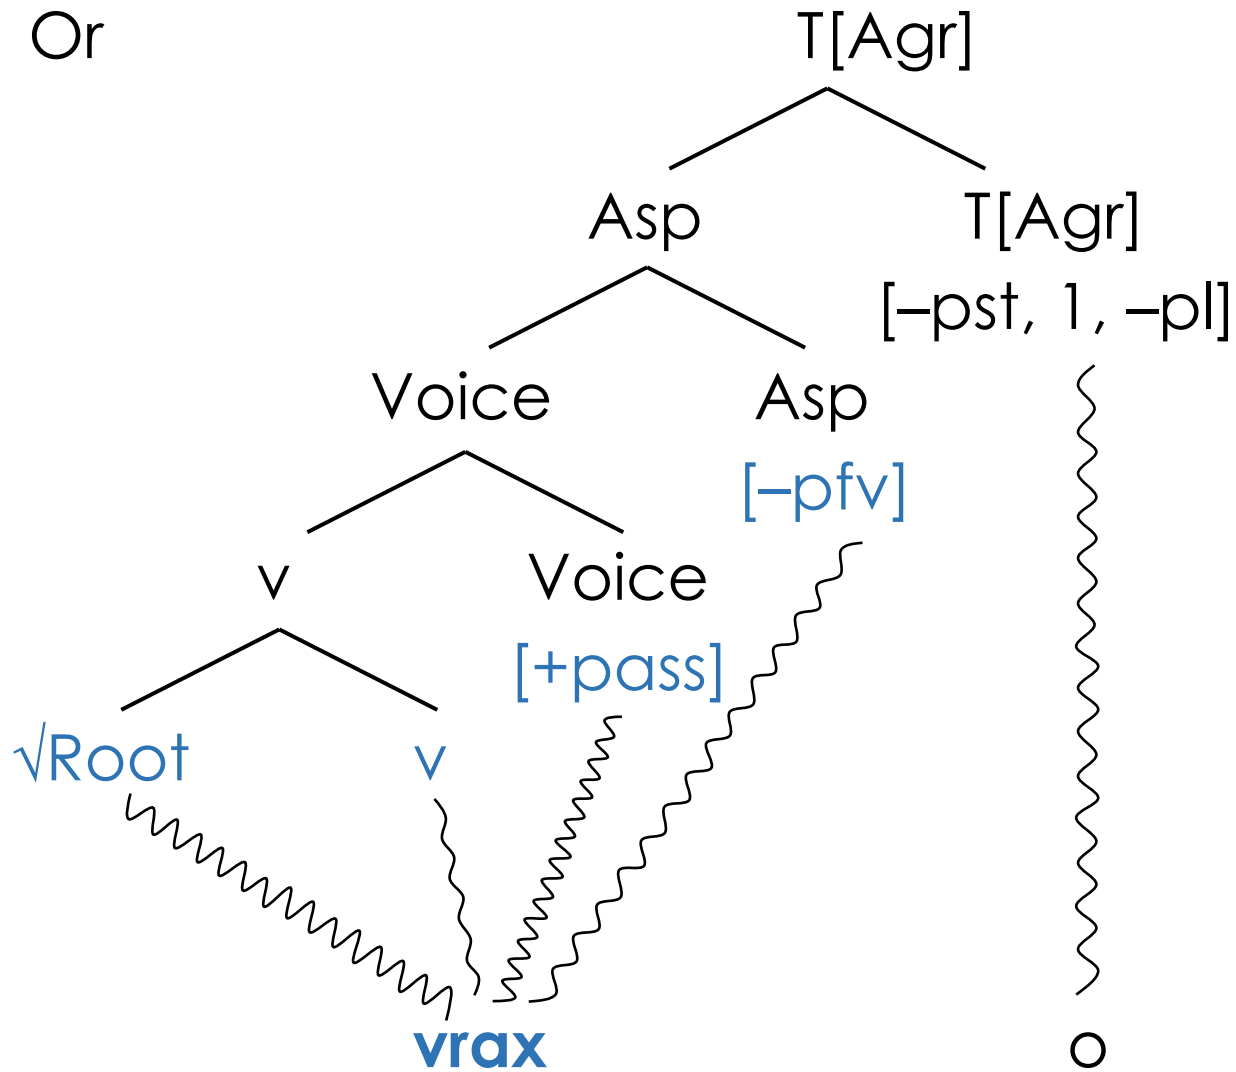 Or T[Agr]
Asp T[Agr]
[–pst, 1, –pl]
Voice Asp
[–pfv]
v Voice
[+pass]
√Root v
vrax o